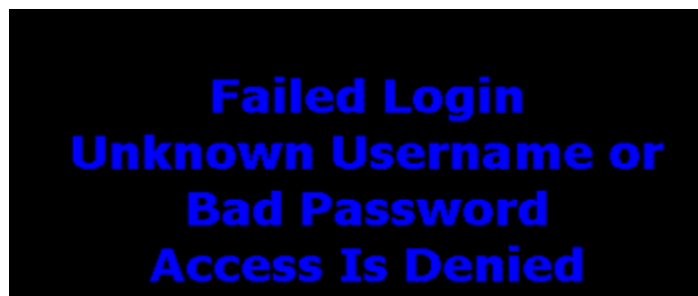 Failed Login
Unknown Username or
Bad Password
Access Is Denied